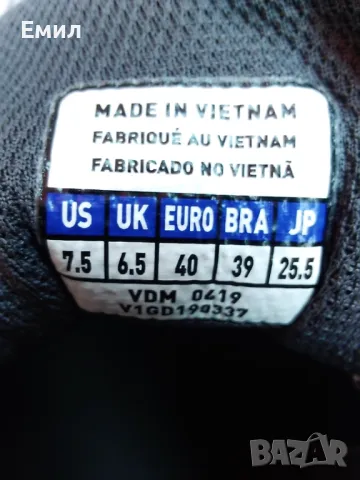 Емил
MADE IN VIETNAM
FABRIQUÉ AU VIETNAM
FABRICADO NO VIETNÃ
US UK EURO BRA JP
7.5 6.5 40 39 25.5
VDM 0419
V1GD190337
BAZAR